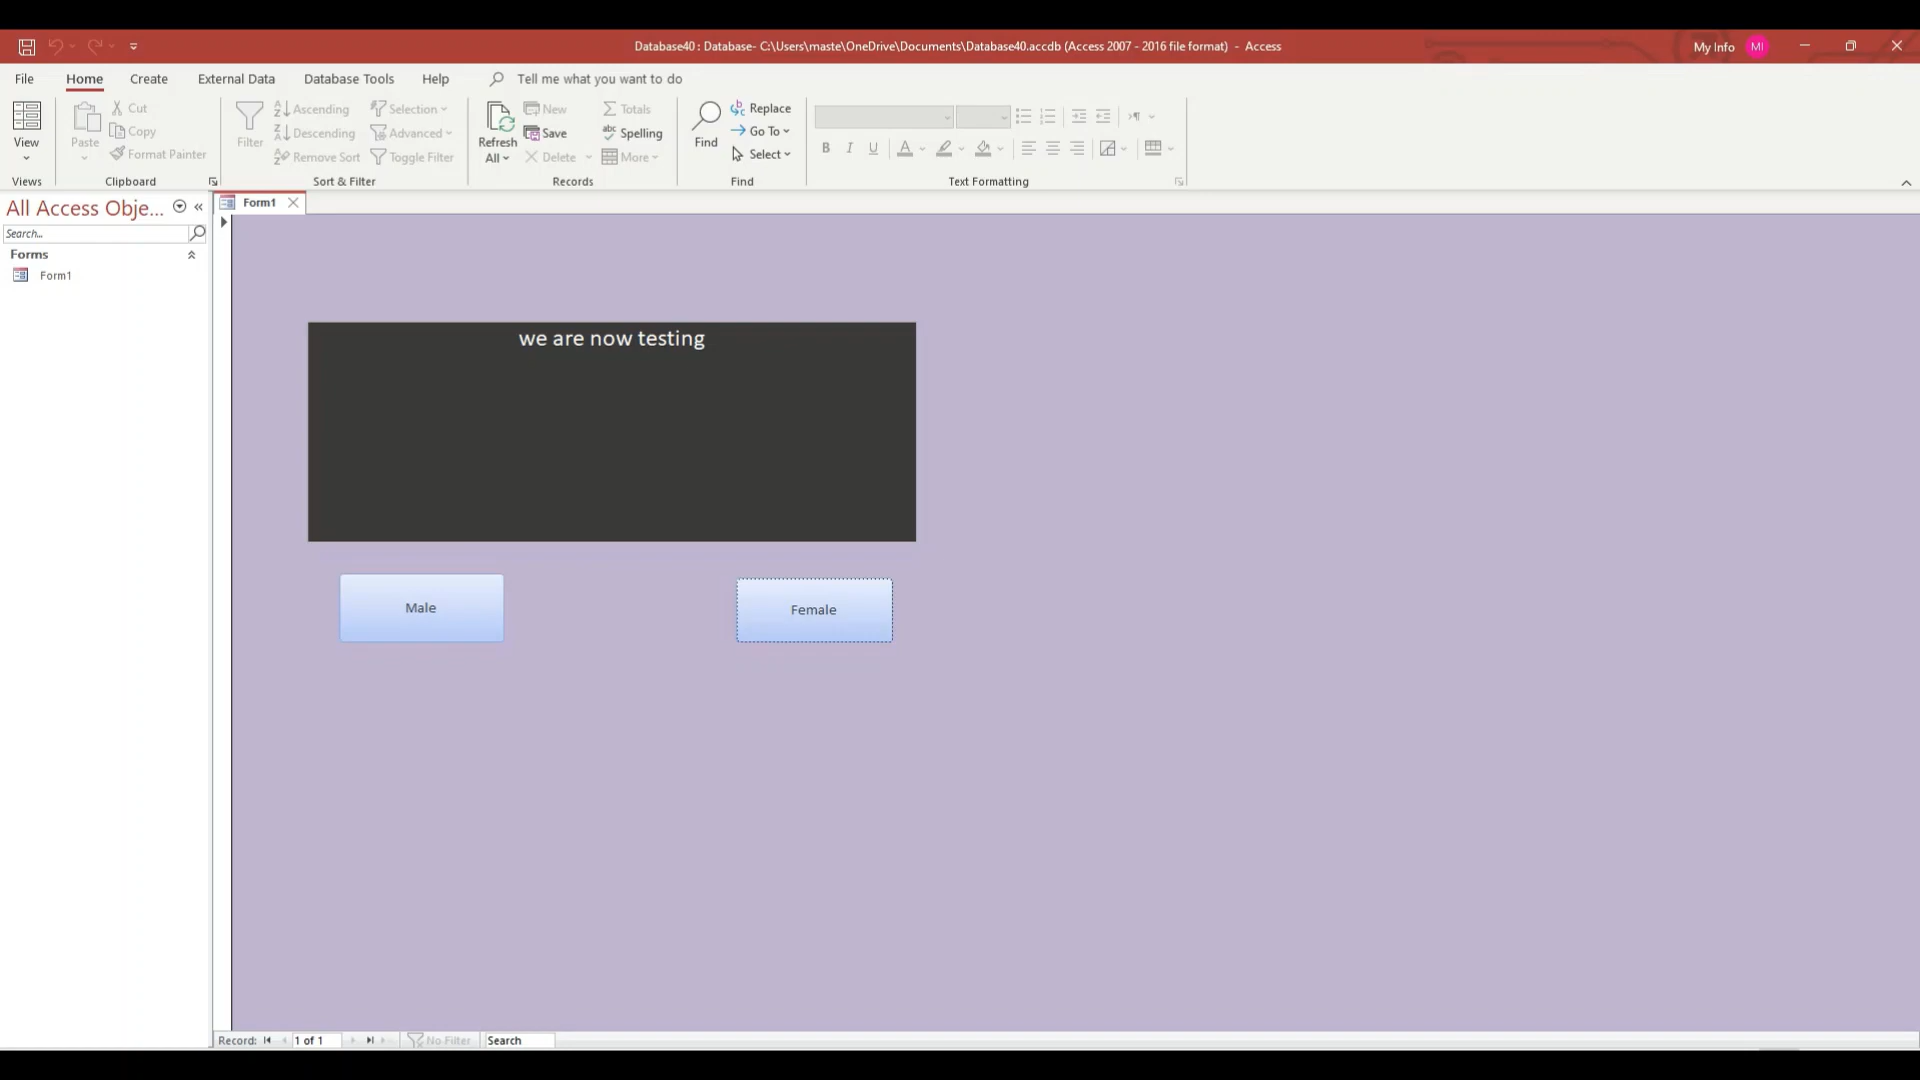 Database40 : Database- C:\Users\maste\OneDrive\Documents\Database40.accdb (Access 2007 - 2016 file format) - Access
My Info
MI
File
Home
Create
External Data
Database Tools
Help
Tell me what you want to do
View
Views
Paste
Cut
Copy
Format Painter
Clipboard
Filter
Ascending
Descending
Remove Sort
Selection
Advanced
Toggle Filter
Sort & Filter
Refresh
All
New
Save
Delete
Totals
Spelling
More
Records
Find
Replace
Go To
Select
Find
B I U A
Text Formatting
All Access Obje...
Search...
Forms
Form1
Form1
we are now testing
Male
Female
Record:
1 of 1
No Filter
Search